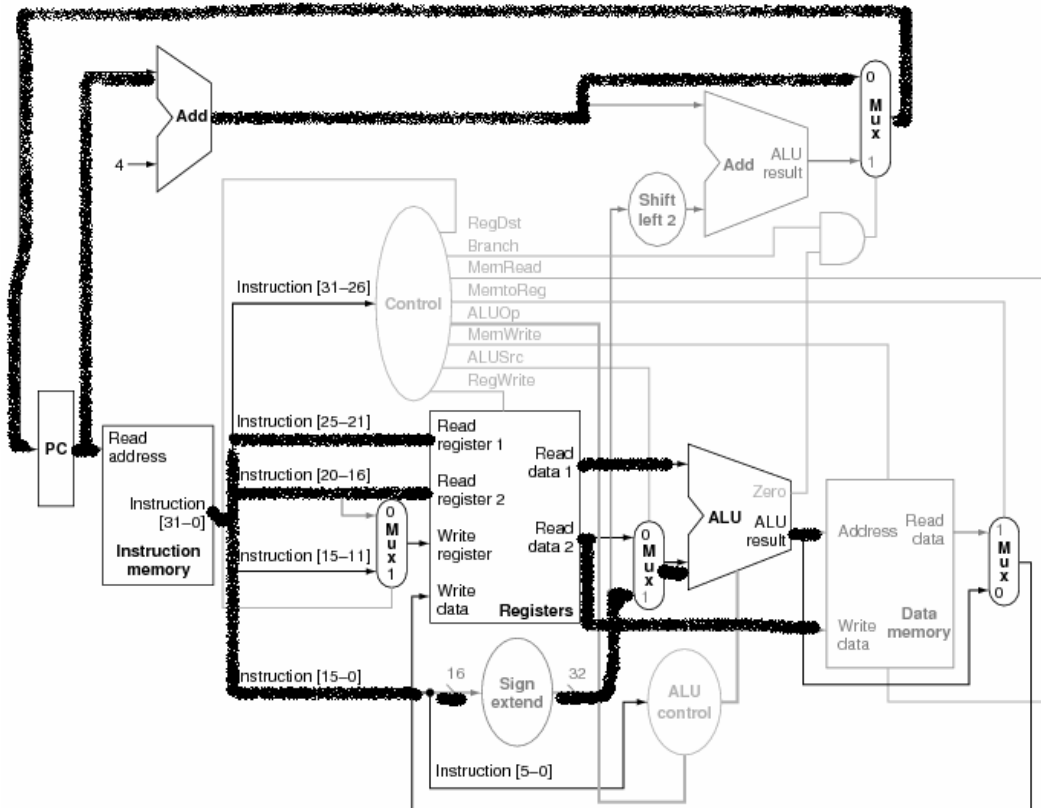 0
M
u
x
1
Add
4
Add
ALU
result
Shift
left 2
RegDst
Branch
MemRead
MemtoReg
ALUOp
MemWrite
ALUSrc
RegWrite
Control
Instruction [31–26]
PC
Read
address
Instruction
[31–0]
Instruction
memory
Instruction [25–21]
Instruction [20–16]
Instruction [15–11]
Instruction [15–0]
Instruction [5–0]
0
M
u
x
1
Read
register 1
Read
register 2
Write
register
Write
data
Read
data 1
Read
data 2
Registers
0
M
u
x
1
Zero
ALU
ALU
result
Address
Read
data
Write
data
Data
memory
1
M
u
x
0
16
Sign
extend
32
ALU
control